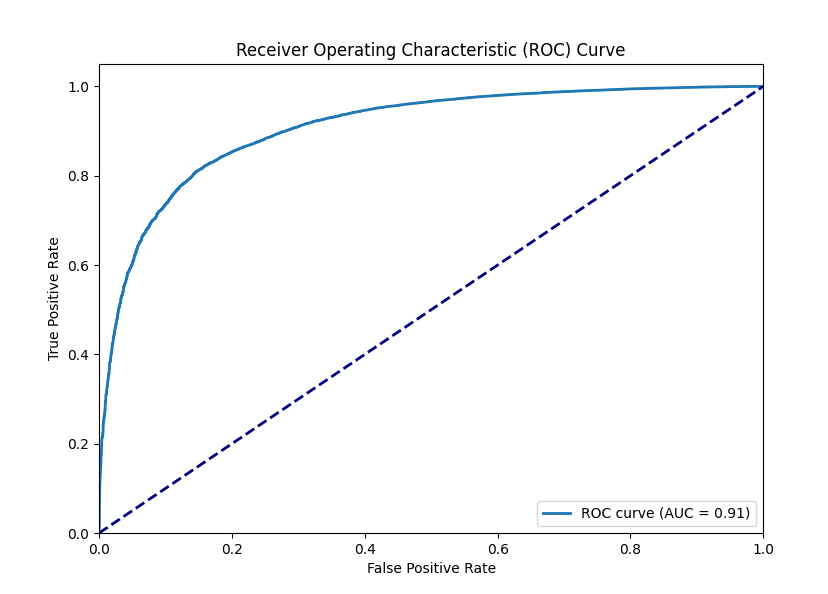 Receiver Operating Characteristic (ROC) Curve
1.0
0.8
0.6
0.4
0.2
0.0
True Positive Rate
ROC curve (AUC = 0.91)
0.0 0.2 0.4 0.6 0.8 1.0
False Positive Rate